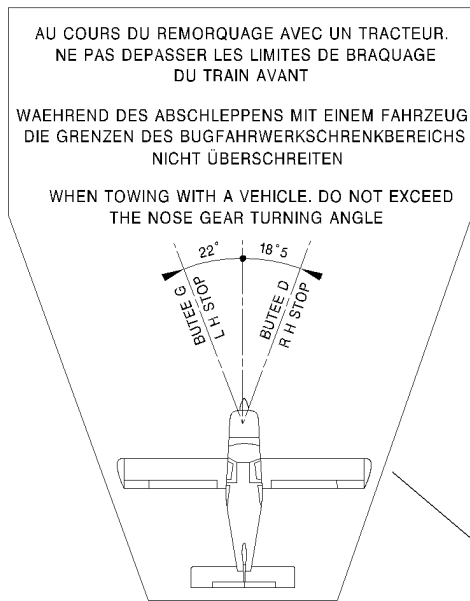 AU COURS DU REMORQUAGE AVEC UN TRACTEUR.
NE PAS DEPASSER LES LIMITES DE BRAQUAGE
DU TRAIN AVANT
WAEHREND DES ABSCHLEPPENS MIT EINEM FAHRZEUG
DIE GRENZEN DES BUGFAHRWERKSCHRENKBEREICHS
NICHT ÜBERSCHREITEN
WHEN TOWING WITH A VEHICLE. DO NOT EXCEED
THE NOSE GEAR TURNING ANGLE
22° 18°5
BUTEE G
L H STOP
BUTEE D
R H STOP